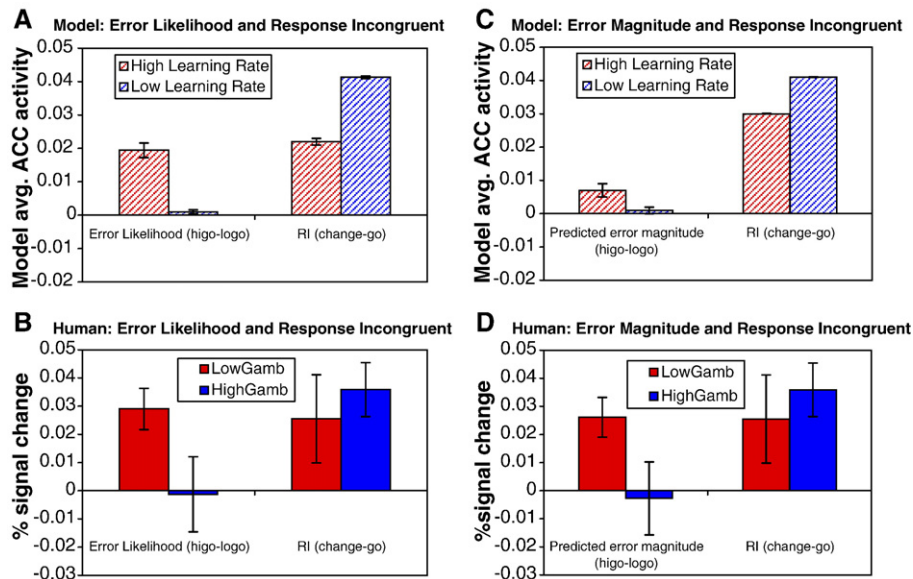 A Model: Error Likelihood and Response Incongruent
Model avg. ACC activity
0.05
0.04
0.03
0.02
0.01
0
-0.01
-0.02
High Learning Rate
Low Learning Rate
Error Likelihood (higo-logo)
RI (change-go)
C Model: Error Magnitude and Response Incongruent
Model avg. ACC activity
0.05
0.04
0.03
0.02
0.01
0
-0.01
-0.02
High Learning Rate
Low Learning Rate
Predicted error magnitude
(higo-logo)
RI (change-go)
B Human: Error Likelihood and Response Incongruent
% signal change
0.05
0.04
0.03
0.02
0.01
0
-0.01
-0.02
-0.03
LowGamb
HighGamb
Error Likelihood (higo-logo)
RI (change-go)
D Human: Error Magnitude and Response Incongruent
%signal change
0.05
0.04
0.03
0.02
0.01
0
-0.01
-0.02
-0.03
LowGamb
HighGamb
Predicted error magnitude
(higo-logo)
RI (change-go)